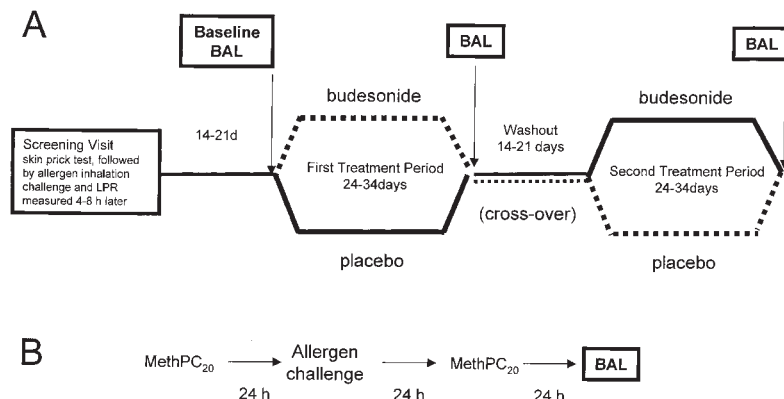 A
Baseline
BAL
BAL
BAL
14-21d
budesonide
Washout
14-21 days
budesonide
Screening Visit
skin prick test, followed
by allergen inhalation
challenge and LPR
measured 4-8 h later
First Treatment Period
24-34days
(cross-over)
Second Treatment Period
24-34days
placebo
placebo
B
MethPC20
Allergen
challenge
MethPC20
BAL
24 h
24 h
24 h